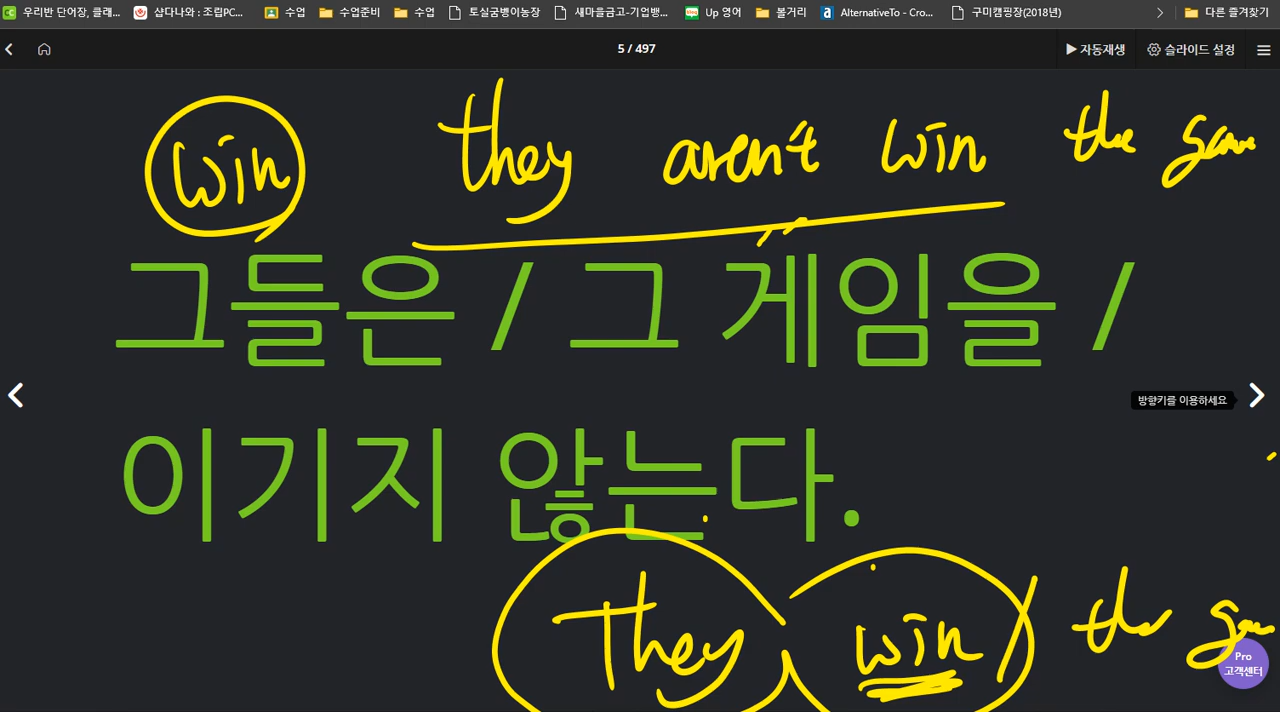 우리반 단어장, 클래... 샵다나와 : 조립PC... 수업 수업준비 수업 토실굼벵이농장 새마을금고-기업뱅... Up 영어 볼거리 AlternativeTo - Cro... 구미캠핑장(2018년) 다른 즐겨찾기
5 / 497 자동재생 슬라이드 설정
win they aren't win the game
그들은 / 그 게임을 /
방향키를 이용하세요
이기지 않는다.
They win / the game
Pro
고객센터